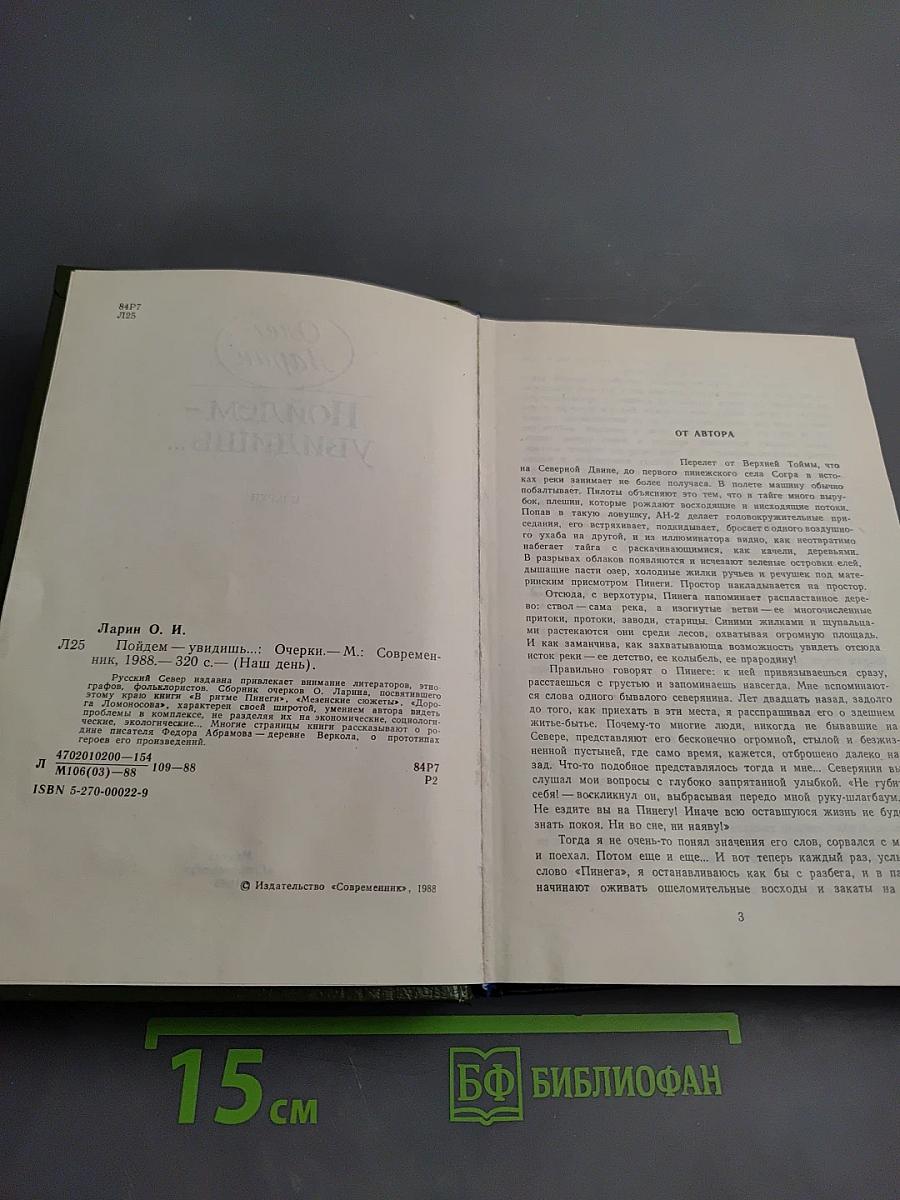 84Р7
Л25
Олег
Ларин
Пойдем —
увидишь...
Ларин О. И.
Л25 Пойдем — увидишь...: Очерки.— М.: Современ-
ник, 1988.— 320 с.— (Наш день).
Русский Север издавна привлекает внимание литераторов, этно-
графов, фольклористов. Сборник очерков О. Ларина, посвятившего
этому краю книги «В ритме Пинеги», «Мезенские сюжеты», «Доро-
га Ломоносова», характерен своей широтой, умением автора видеть
проблемы в комплексе, не разделяя их на экономические, социологи-
ческие, экологические... Многие страницы книги рассказывают о ро-
дине писателя Федора Абрамова — деревне Веркола, о прототипах
героев его произведений.
Л 4702010200—154
М106(03)—88 109—88
84Р7
Р2
ISBN 5-270-00022-9
© Издательство «Современник», 1988
ОТ АВТОРА
Перелет от Верхней Тоймы, что
на Северной Двине, до первого пинежского села Согра в исто-
ках реки занимает не более получаса. В полете машину обычно
побалтывает. Пилоты объясняют это тем, что в тайге много выру-
бок, плешин, которые рождают восходящие и нисходящие потоки.
Попав в такую ловушку, АН-2 делает головокружительные при-
седания, его встряхивает, подкидывает, бросает с одного воздушно-
го ухаба на другой, и из иллюминатора видно, как неотвратимо
набегает тайга с раскачивающимися, как качели, деревьями.
В разрывах облаков появляются и исчезают зеленые островки елей,
дышащие пасти озер, холодные жилки ручьев и речушек под мате-
ринским присмотром Пинеги. Простор накладывается на простор.
Отсюда, с верхотуры, Пинега напоминает распластанное дере-
во: ствол — сама река, а изогнутые ветви — ее многочисленные
притоки, протоки, заводи, старицы. Синими жилками и щупальца-
ми растекаются они среди лесов, охватывая огромную площадь.
И как заманчива, как захватывающа возможность увидеть отсюда
исток реки — ее детство, ее колыбель, ее прародину!
Правильно говорят о Пинеге: к ней привязываешься сразу,
расстаешься с грустью и запоминаешь навсегда. Мне вспоминают-
ся слова одного бывалого северянина. Лет двадцать назад, задолго
до того, как приехать в эти места, я расспрашивал его о здешнем
житье-бытье. Почему-то многие люди, никогда не бывавшие на
Севере, представляют его бесконечно огромной, стылой и безжиз-
ненной пустыней, где само время, кажется, отброшено далеко на-
зад. Что-то подобное представлялось тогда и мне... Северянин вы
слушал мои вопросы с глубоко запрятанной улыбкой. «Не губи
себя! — воскликнул он, выбрасывая передо мной руку-шлагбаум.
Не ездите вы на Пинегу! Иначе всю оставшуюся жизнь не буд
знать покоя. Ни во сне, ни наяву!»
Тогда я не очень-то понял значения его слов, сорвался с м
и поехал. Потом еще и еще... И вот теперь каждый раз, услы
слово «Пинега», я останавливаюсь как бы с разбега, и в па
начинают оживать ошеломительные восходы и закаты на
3
15 см
БФ БИБЛИОФАН